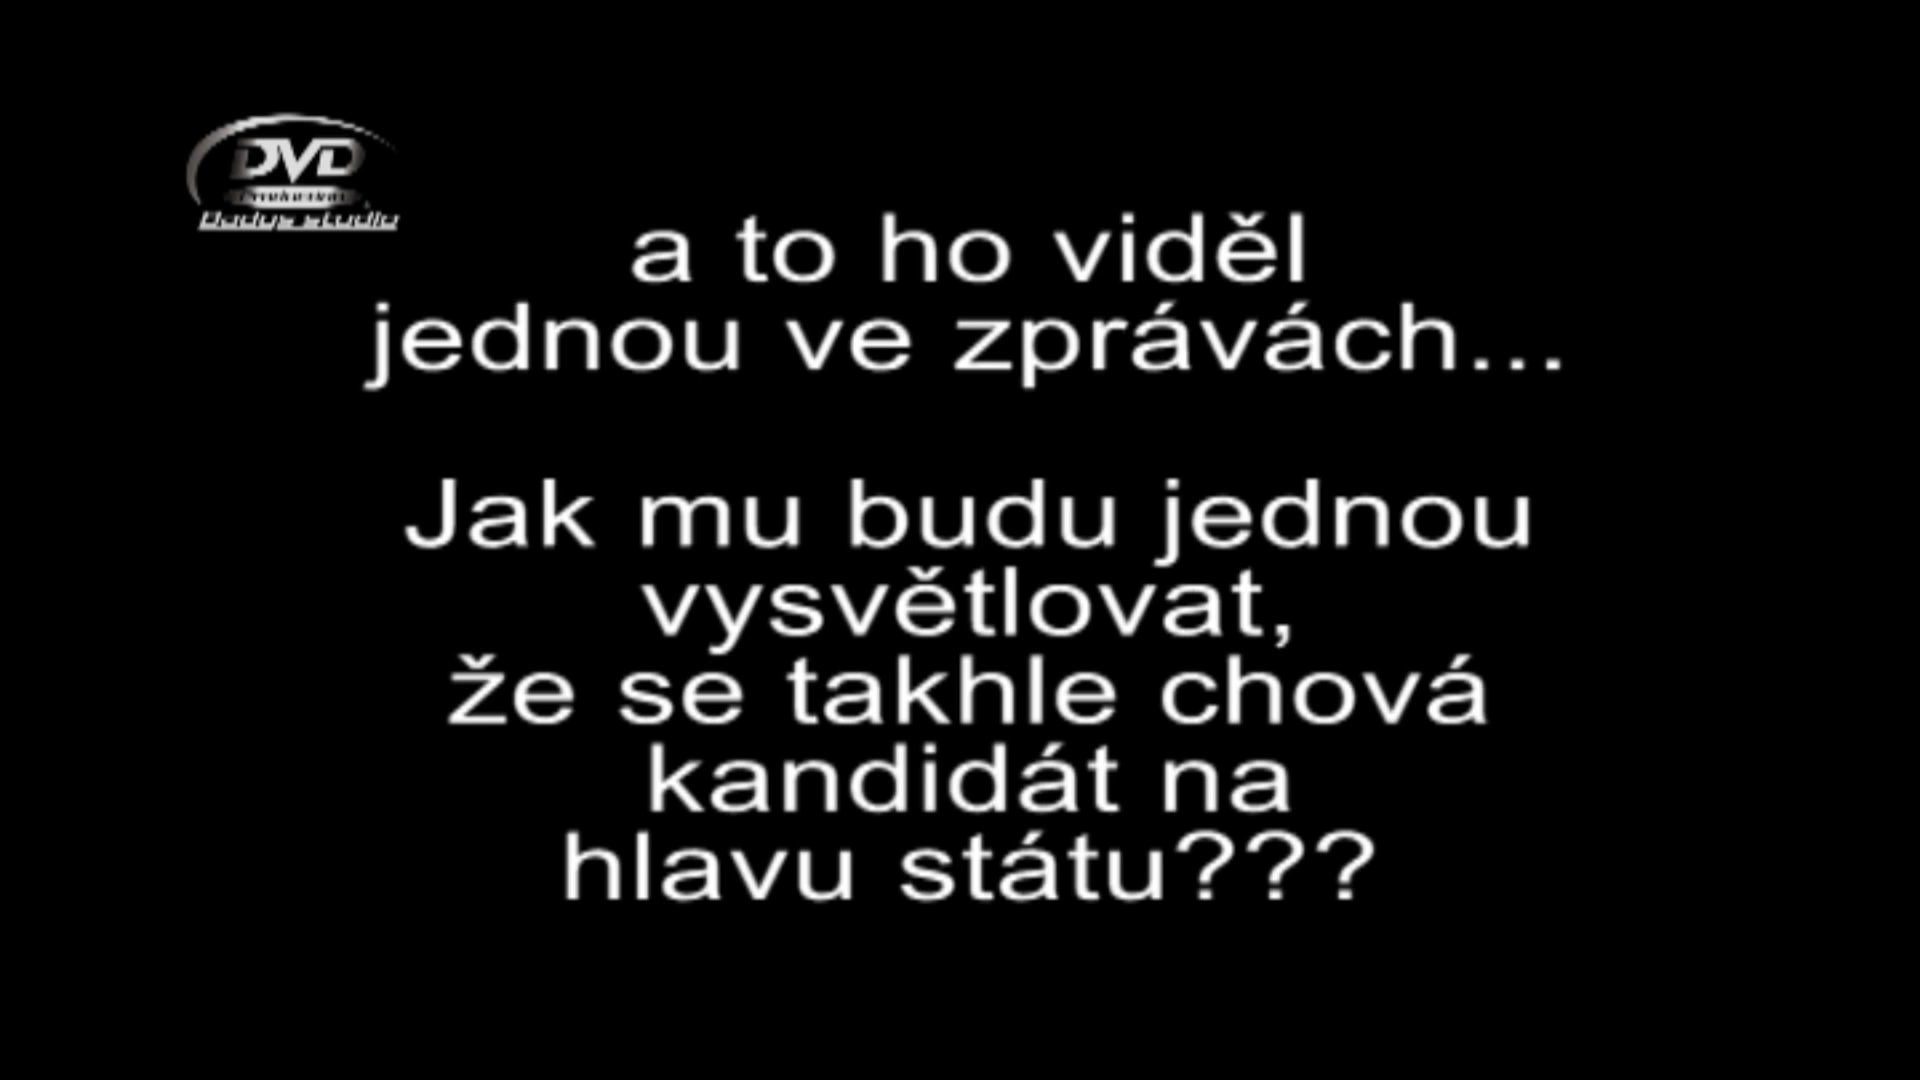 DVD
a to ho viděl
jednou ve zprávách...
Jak mu budu jednou
vysvětlovat,
že se takhle chová
kandidát na
hlavu státu???